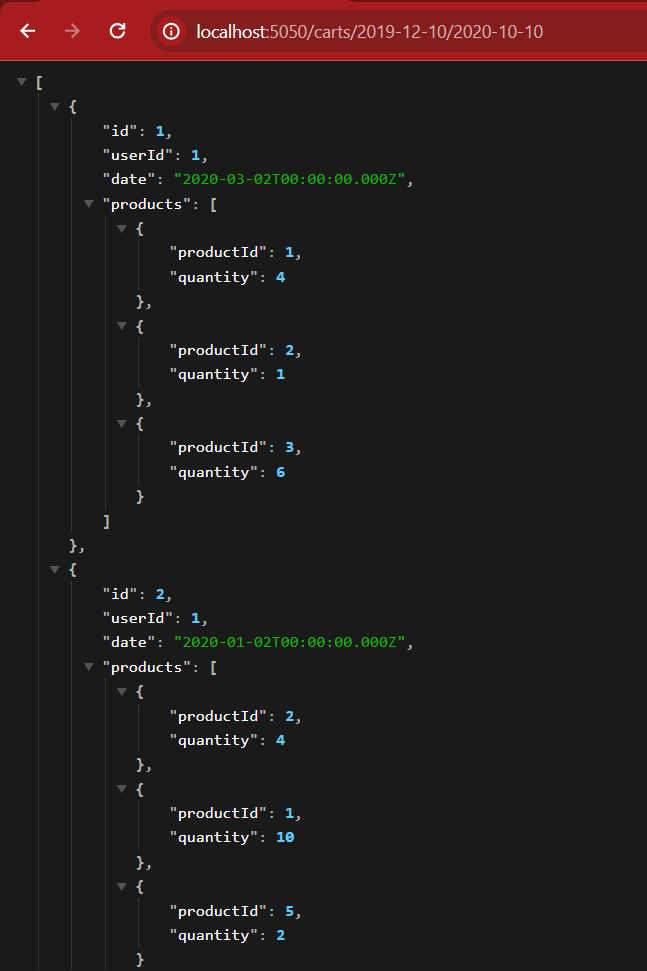 localhost:5050/carts/2019-12-10/2020-10-10
[
{
"id": 1,
"userId": 1,
"date": "2020-03-02T00:00:00.000Z",
"products": [
{
"productId": 1,
"quantity": 4
},
{
"productId": 2,
"quantity": 1
},
{
"productId": 3,
"quantity": 6
}
]
},
{
"id": 2,
"userId": 1,
"date": "2020-01-02T00:00:00.000Z",
"products": [
{
"productId": 2,
"quantity": 4
},
{
"productId": 1,
"quantity": 10
},
{
"productId": 5,
"quantity": 2
}